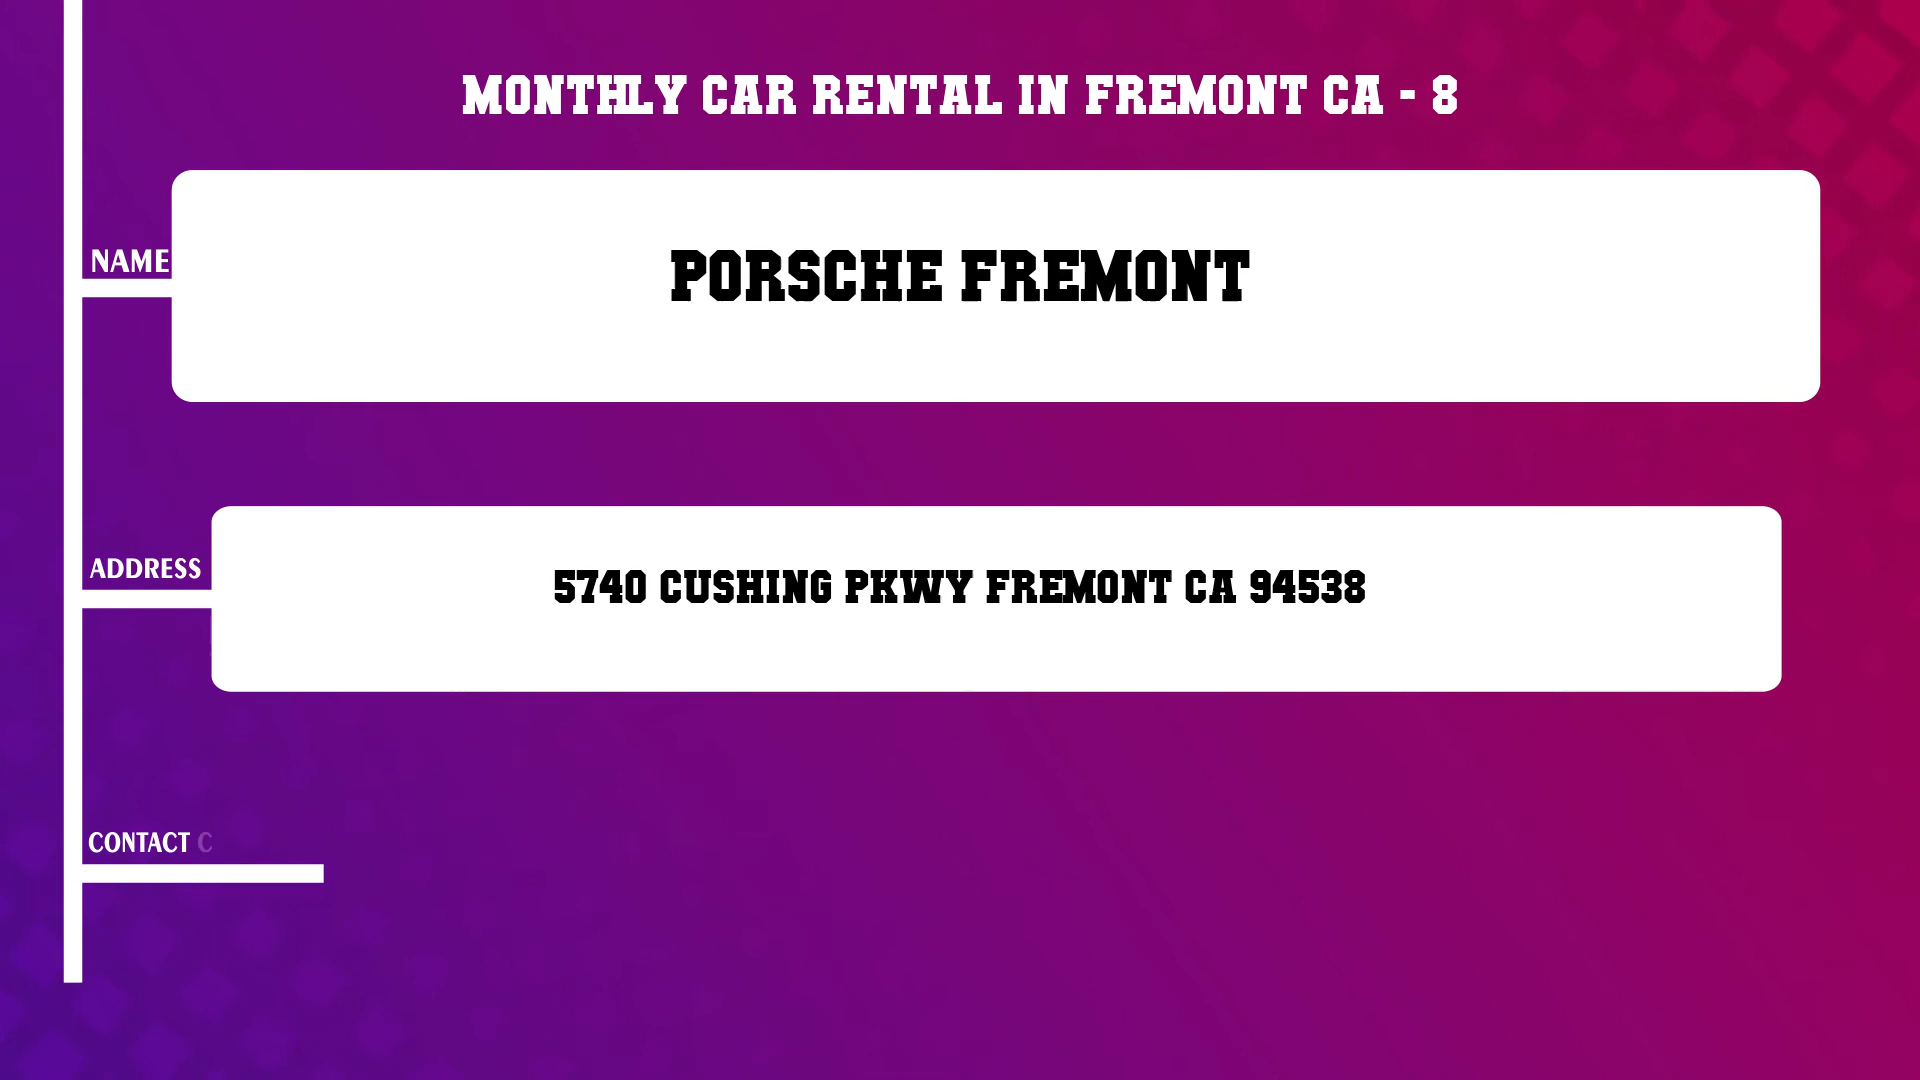 MONTHLY CAR RENTAL IN FREMONT CA - 8
NAME
PORSCHE FREMONT
ADDRESS
5740 CUSHING PKWY FREMONT CA 94538
CONTACT C